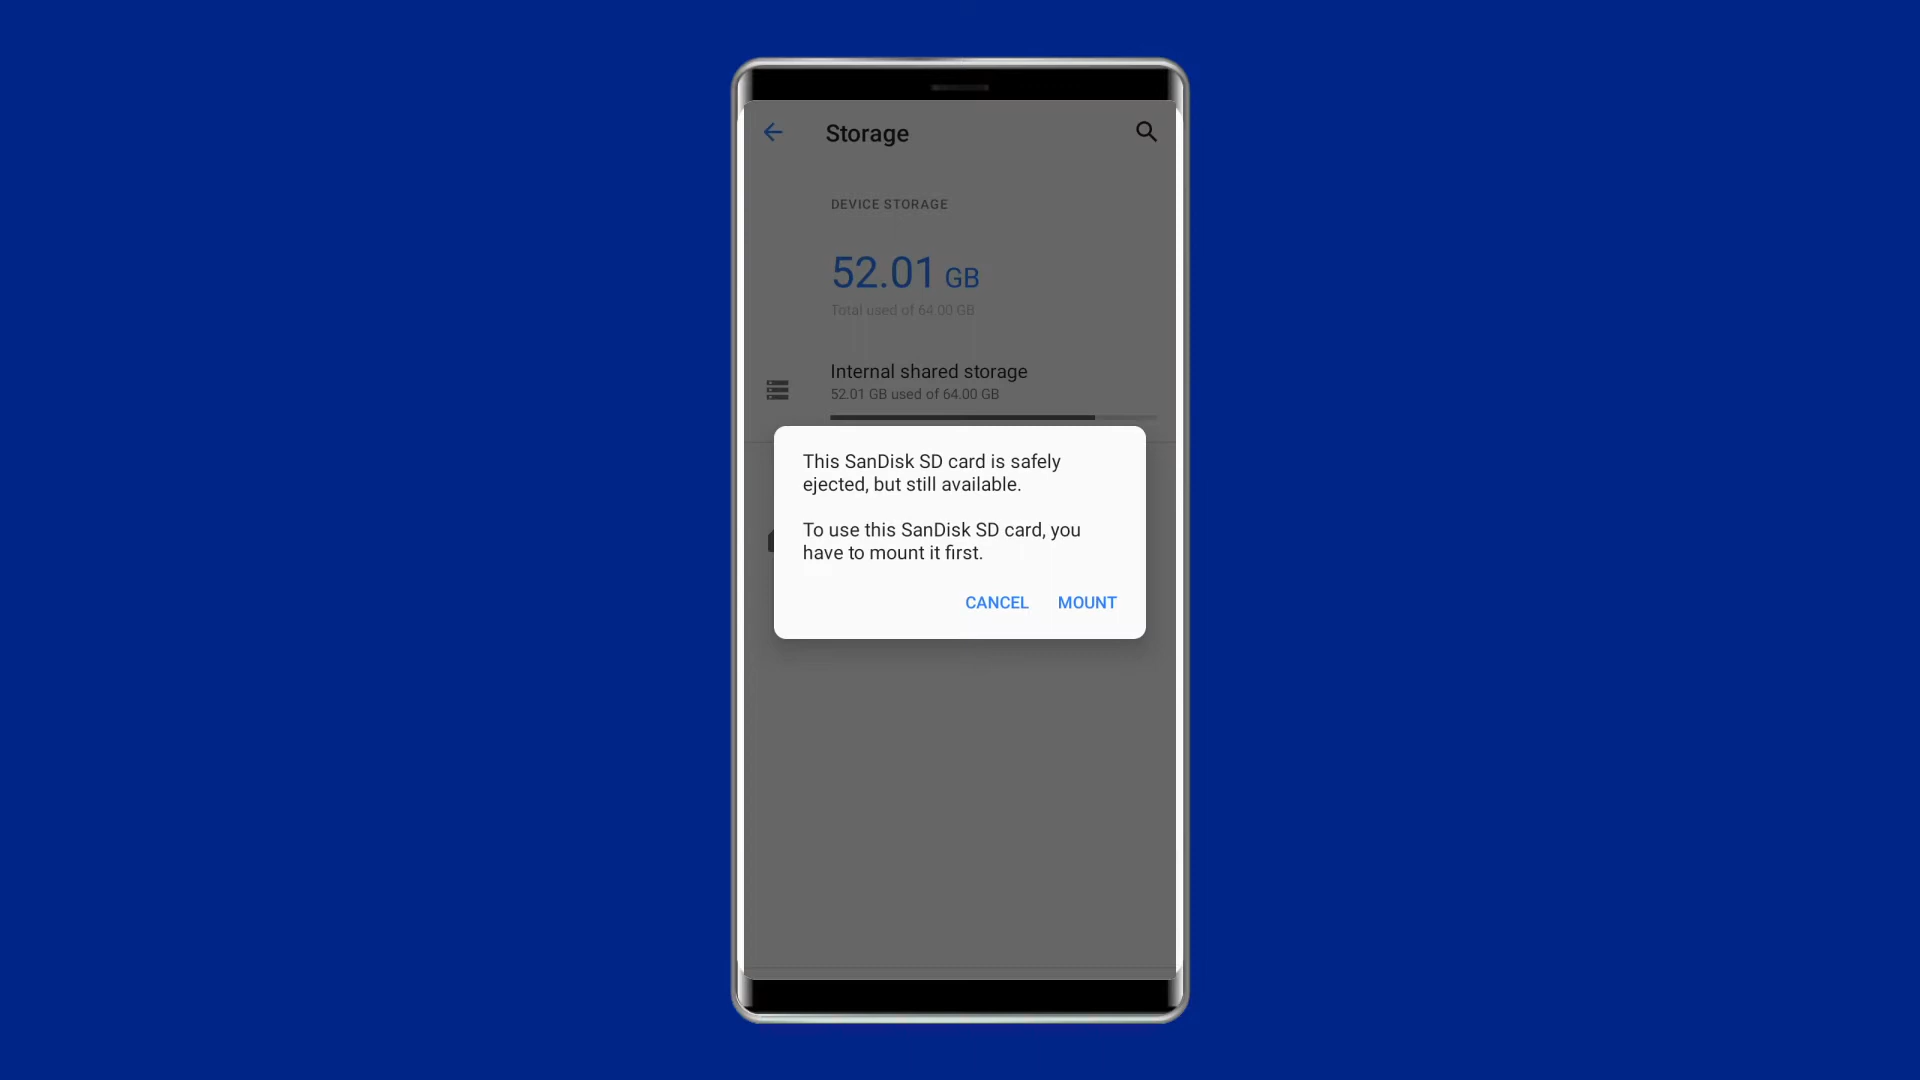 Storage
DEVICE STORAGE
52.01 GB
Total used of 64.00 GB
Internal shared storage
52.01 GB used of 64.00 GB
This SanDisk SD card is safely
ejected, but still available.
To use this SanDisk SD card, you
have to mount it first.
CANCEL MOUNT